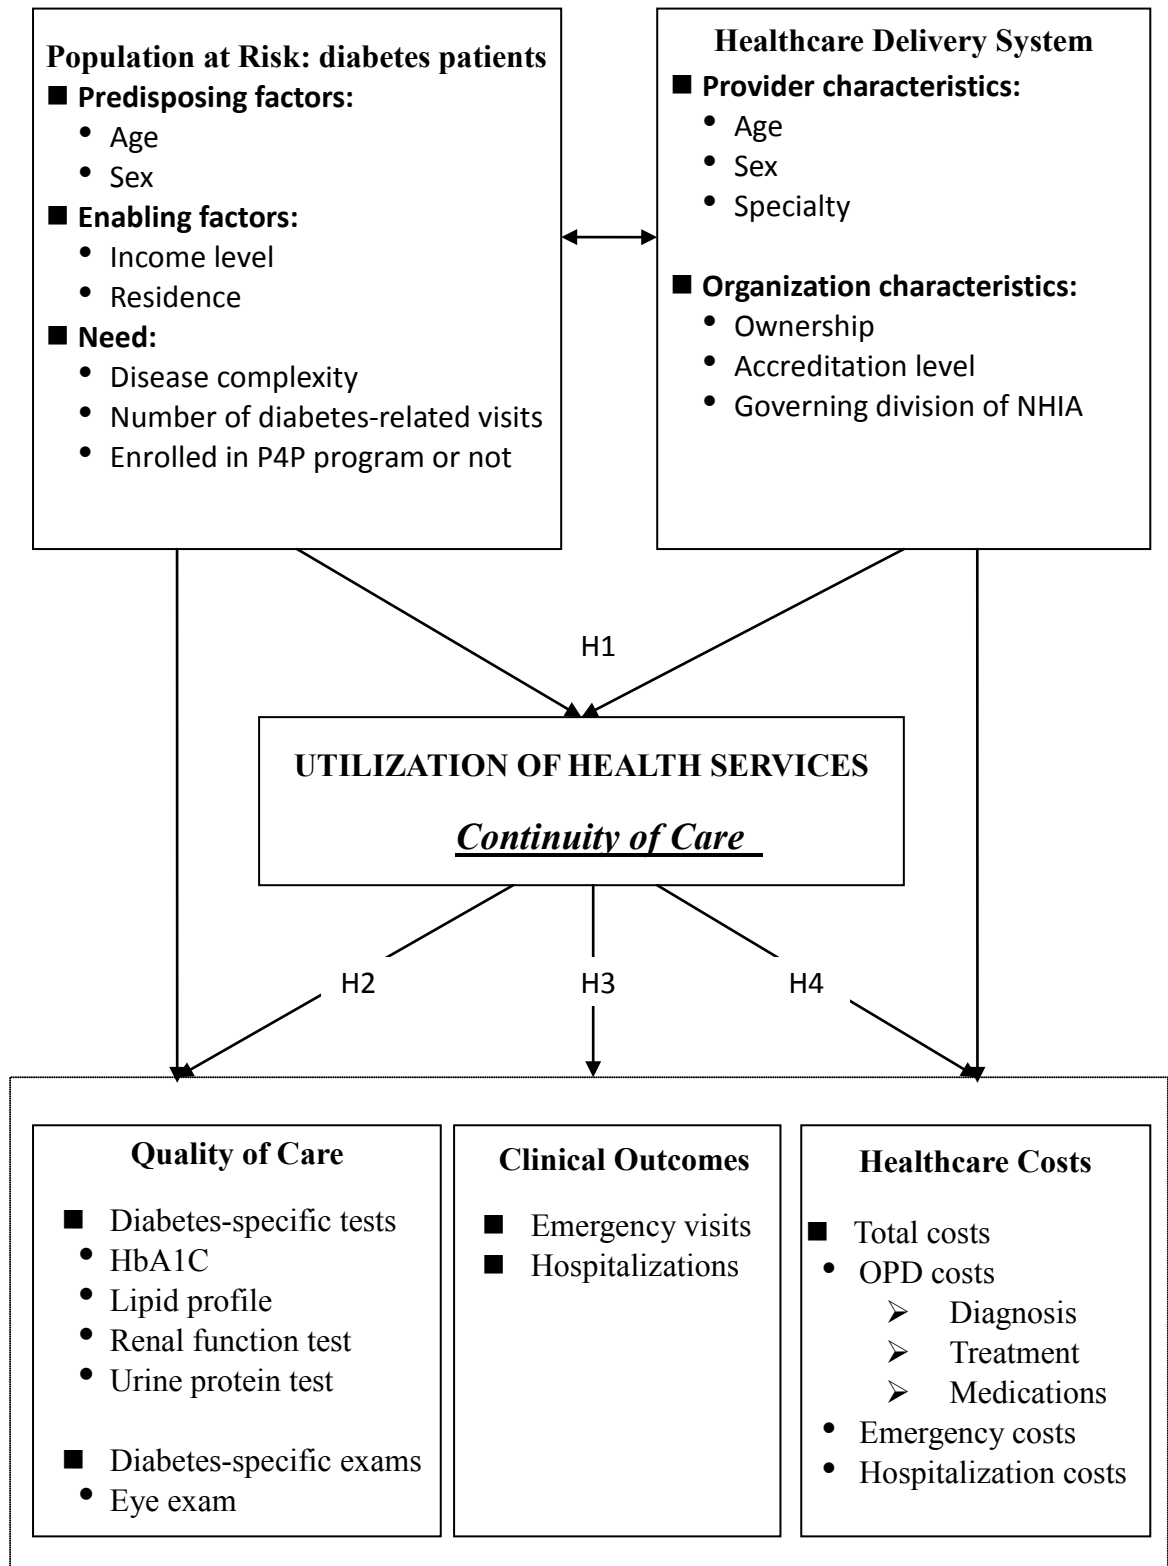 Population at Risk: diabetes patients
■ Predisposing factors:
• Age
• Sex
■ Enabling factors:
• Income level
• Residence
■ Need:
• Disease complexity
• Number of diabetes-related visits
• Enrolled in P4P program or not
Healthcare Delivery System
■ Provider characteristics:
• Age
• Sex
• Specialty
■ Organization characteristics:
• Ownership
• Accreditation level
• Governing division of NHIA
H1
UTILIZATION OF HEALTH SERVICES
Continuity of Care
H2
H3
H4
Quality of Care
■ Diabetes-specific tests
• HbA1C
• Lipid profile
• Renal function test
• Urine protein test
■ Diabetes-specific exams
• Eye exam
Clinical Outcomes
■ Emergency visits
■ Hospitalizations
Healthcare Costs
■ Total costs
• OPD costs
➢ Diagnosis
➢ Treatment
➢ Medications
• Emergency costs
• Hospitalization costs